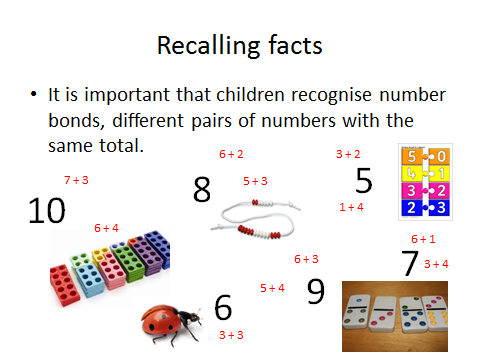 Recalling facts
• It is important that children recognise number
bonds, different pairs of numbers with the
same total.
6 + 2
3 + 2
7 + 3
8
5 + 3
5
10
1 + 4
6 + 4
5 0
4 1
3 2
2 3
6 + 1
6 + 3
7
3 + 4
5 + 4
9
6
3 + 3